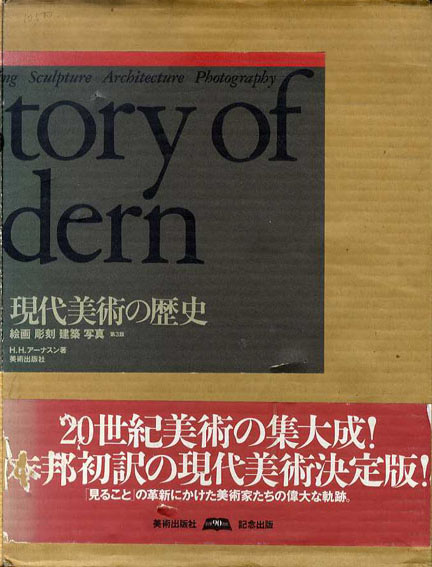 ing Sculpture Architecture Photography
tory of
dern
現代美術の歴史
絵画 彫刻 建築 写真 第3版
H.H.アーナスン著
美術出版社
20世紀美術の集大成!
本邦初訳の現代美術決定版!
「見ること」の革新にかけた美術家たちの偉大な軌跡。
美術出版社 90 記念出版